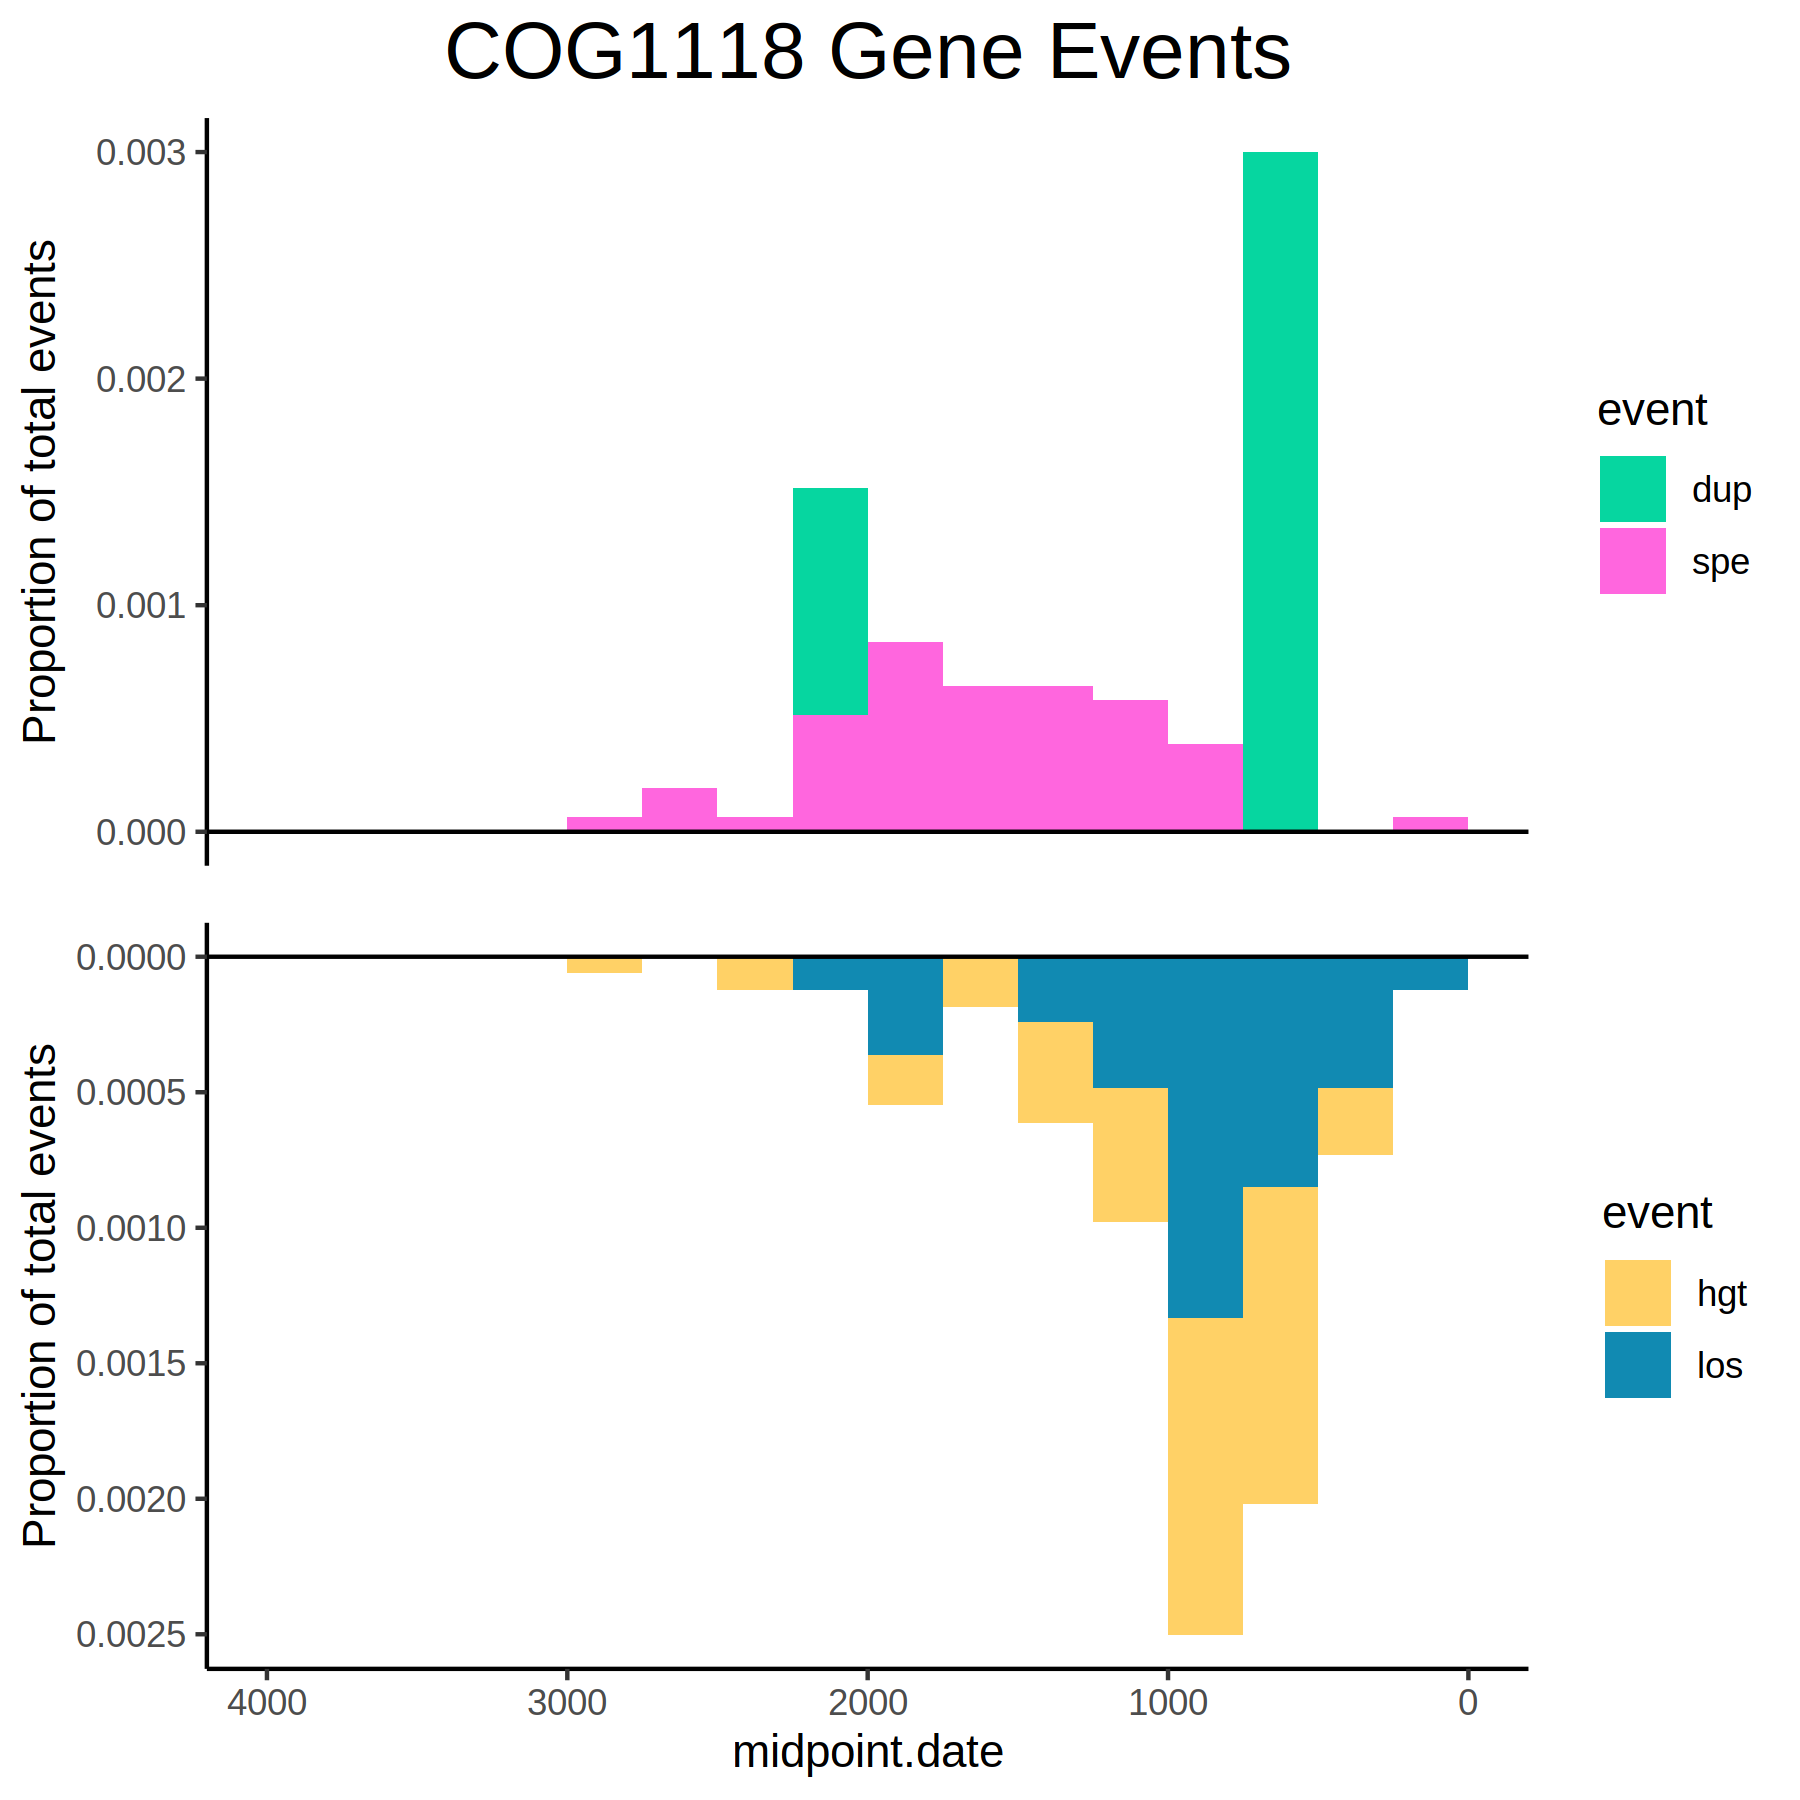 COG1118 Gene Events
Proportion of total events
0.003
0.002
0.001
0.000
event
dup
spe
Proportion of total events
0.0000
0.0005
0.0010
0.0015
0.0020
0.0025
event
hgt
los
4000 3000 2000 1000 0
midpoint.date